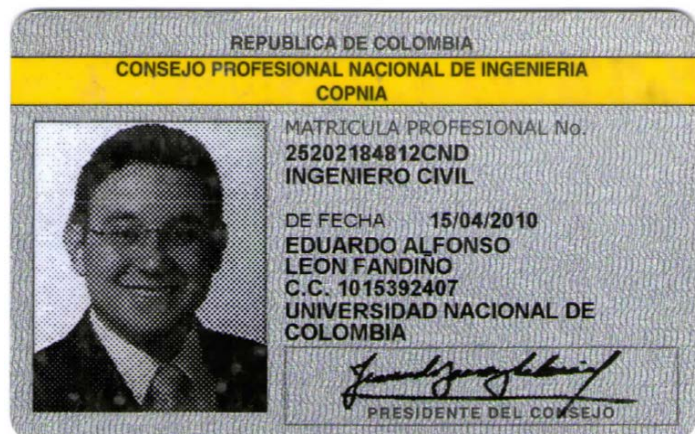 REPUBLICA DE COLOMBIA
CONSEJO PROFESIONAL NACIONAL DE INGENIERIA
COPNIA
MATRICULA PROFESIONAL No.
25202184812CND
INGENIERO CIVIL
DE FECHA 15/04/2010
EDUARDO ALFONSO
LEON FANDIÑO
C.C. 1015392407
UNIVERSIDAD NACIONAL DE
COLOMBIA
PRESIDENTE DEL CONSEJO